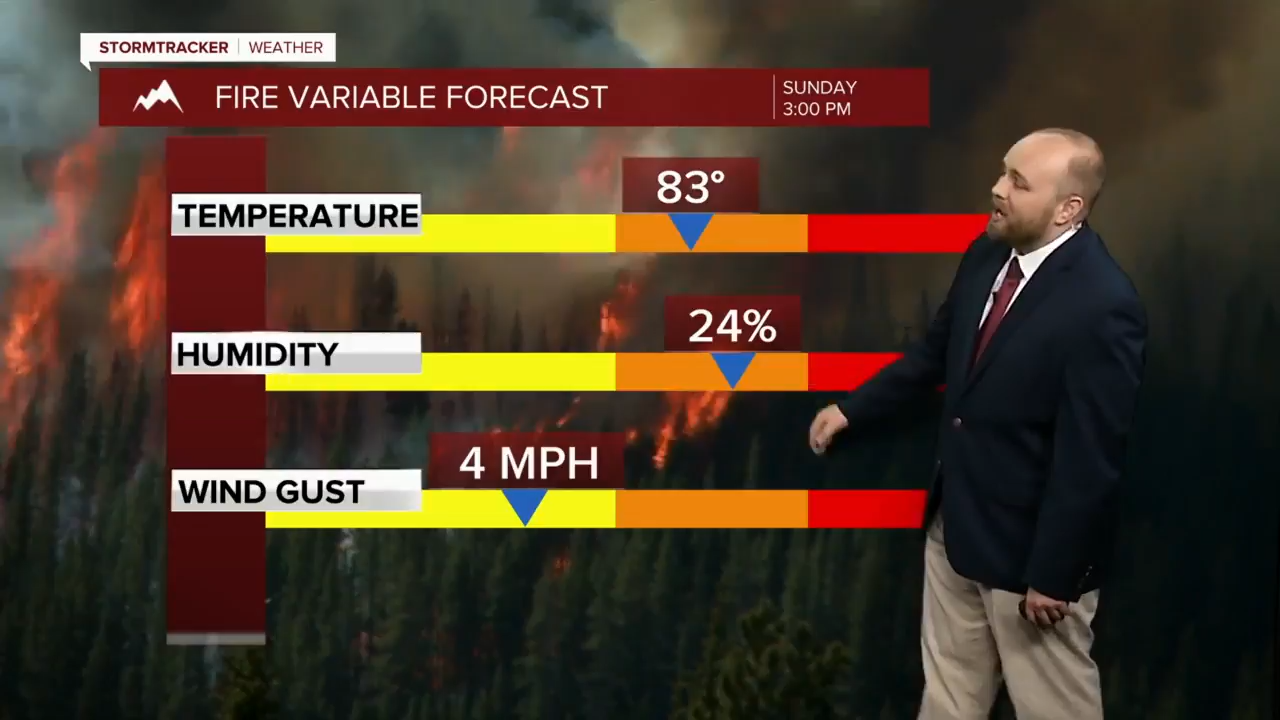 STORMTRACKER | WEATHER
FIRE VARIABLE FORECAST
SUNDAY
3:00 PM
83°
TEMPERATURE
24%
HUMIDITY
4 MPH
WIND GUST